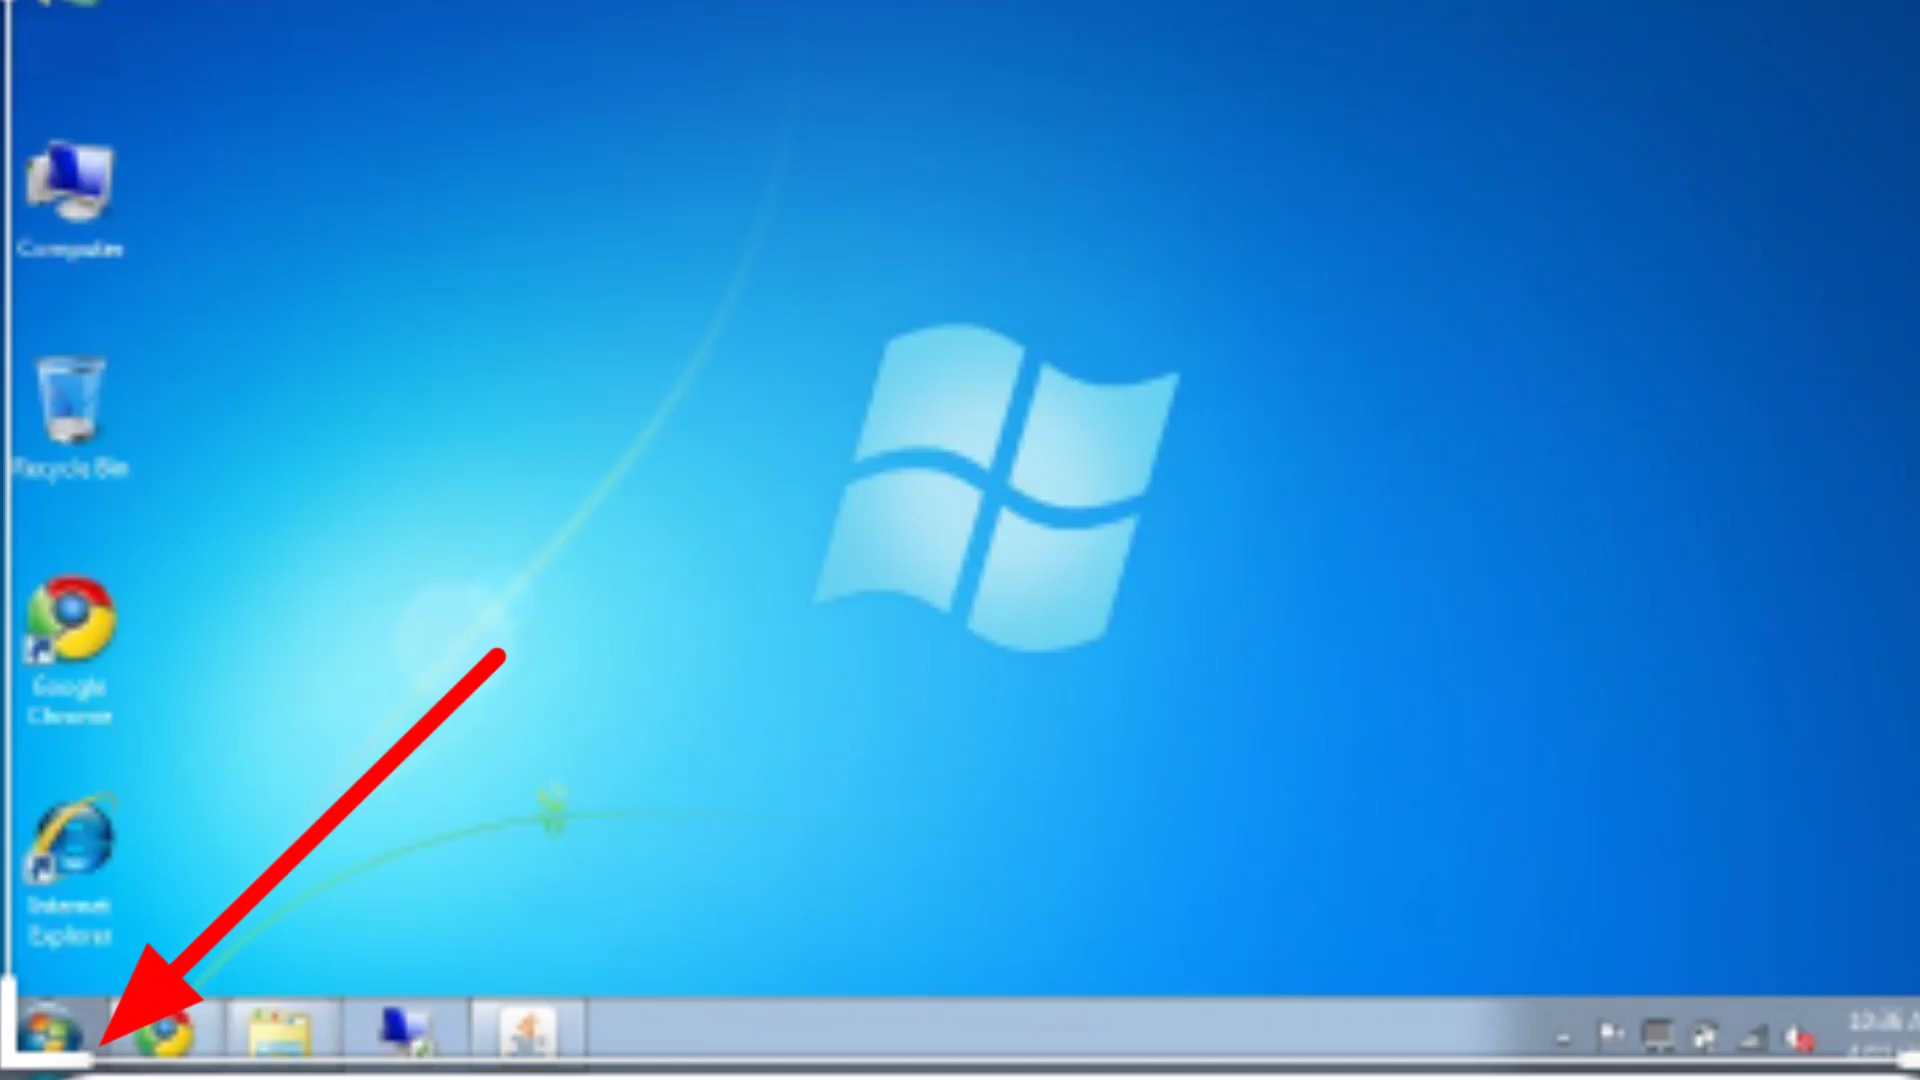 Computer
Recycle Bin
Google
Chrome
Internet
Explorer